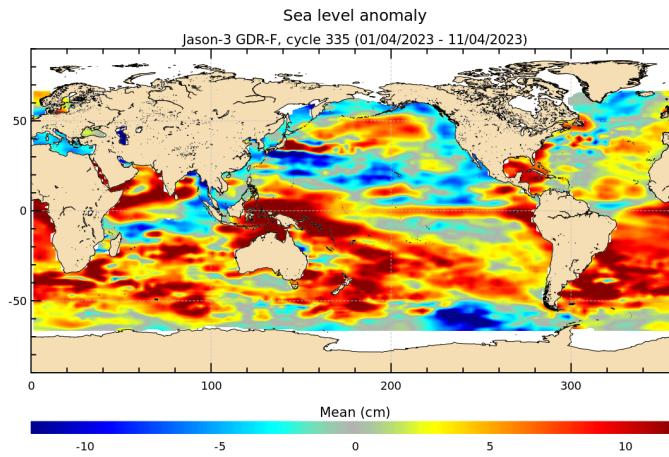 Sea level anomaly
Jason-3 GDR-F, cycle 335 (01/04/2023 - 11/04/2023)
50
0
-50
0 100 200 300
Mean (cm)
-10 -5 0 5 10